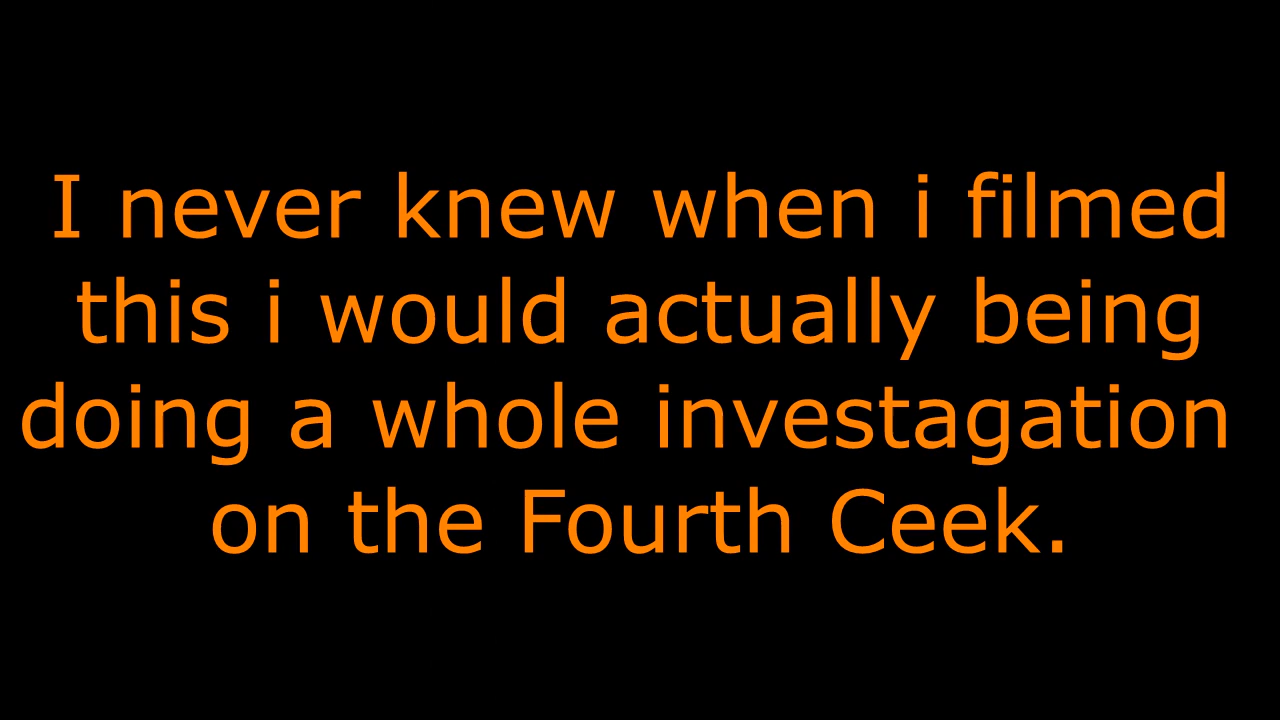 I never knew when i filmed
this i would actually being
doing a whole investagation
on the Fourth Ceek.